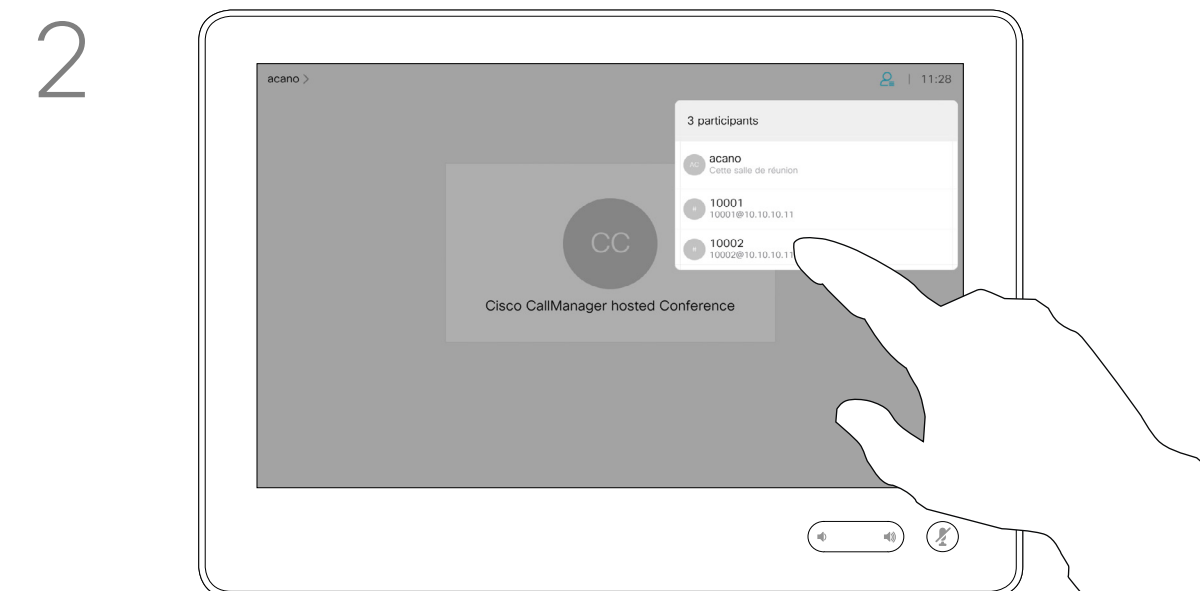 2
acano >
11:28
3 participants
AC
acano
Cette salle de réunion
#
10001
10001@10.10.10.11
#
10002
10002@10.10.10.11
CC
Cisco CallManager hosted Conference